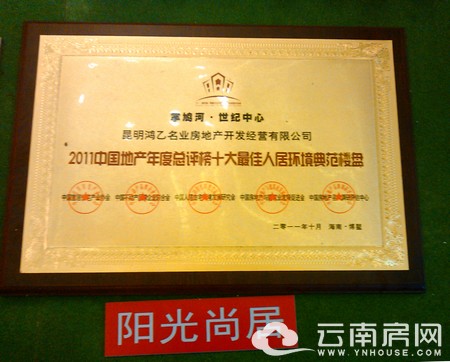 掌鸠河·世纪中心
昆明鸿乙名业房地产开发经营有限公司
2011中国地产年度总评榜十大最佳人居环境典范楼盘
二零一一年十月 海南·博鳌
阳光尚居
云南房网
WWW.YNHOUSE.COM